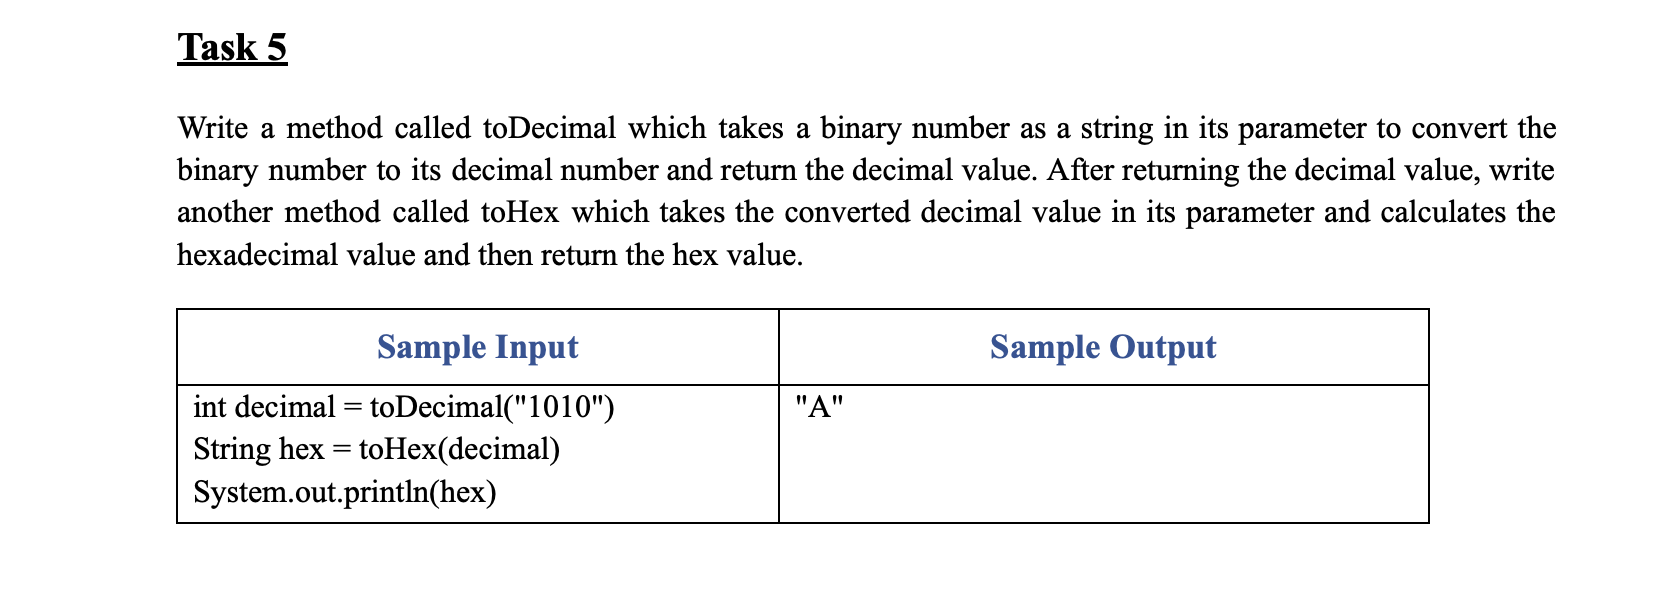 Task 5
Write a method called toDecimal which takes a binary number as a string in its parameter to convert the
binary number to its decimal number and return the decimal value. After returning the decimal value, write
another method called toHex which takes the converted decimal value in its parameter and calculates the
hexadecimal value and then return the hex value.
Sample Input
Sample Output
int decimal = toDecimal("1010")
String hex = toHex(decimal)
System.out.println(hex)
"A"